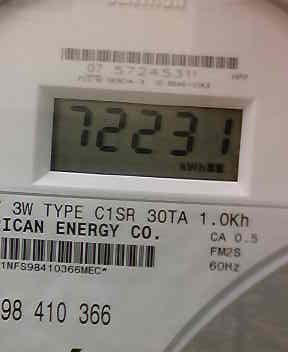 07 57245311
72231
kWh
3W TYPE C1SR 30TA 1.0Kh
ICAN ENERGY CO.
CA 0.5
FM2S
60Hz
1NFS98410366MEC*
98 410 366